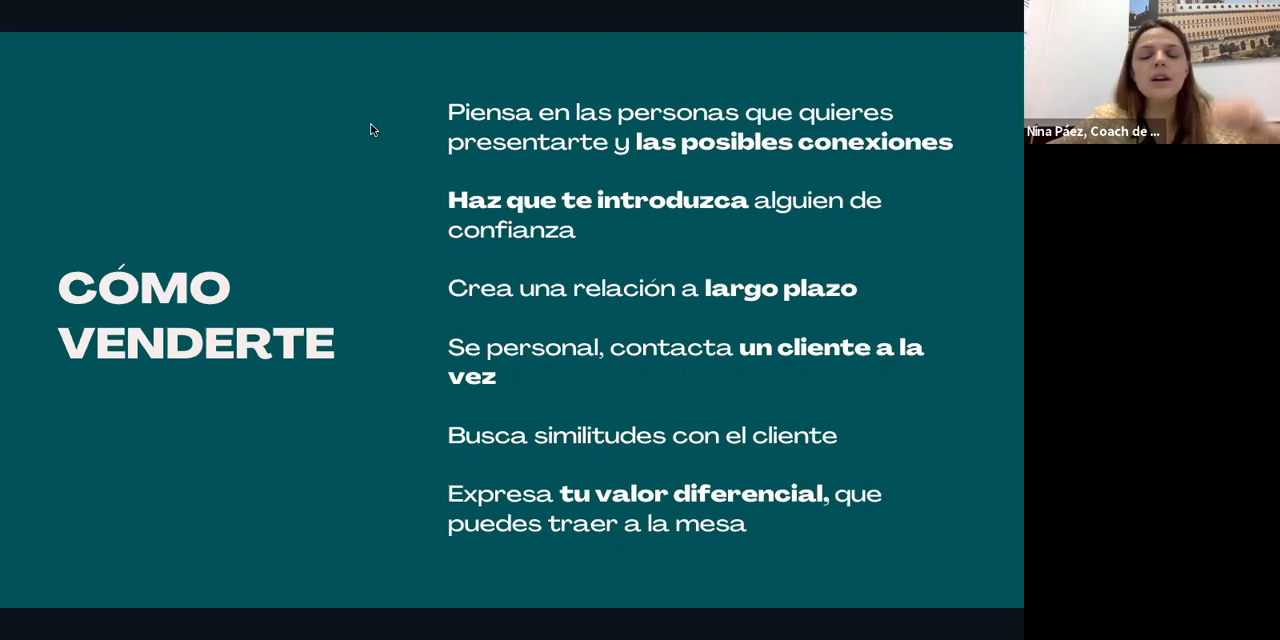 CÓMO
VENDERTE
Piensa en las personas que quieres
presentarte y las posibles conexiones
Haz que te introduzca alguien de
confianza
Crea una relación a largo plazo
Se personal, contacta un cliente a la
vez
Busca similitudes con el cliente
Expresa tu valor diferencial, que
puedes traer a la mesa
Nina Páez, Coach de ...